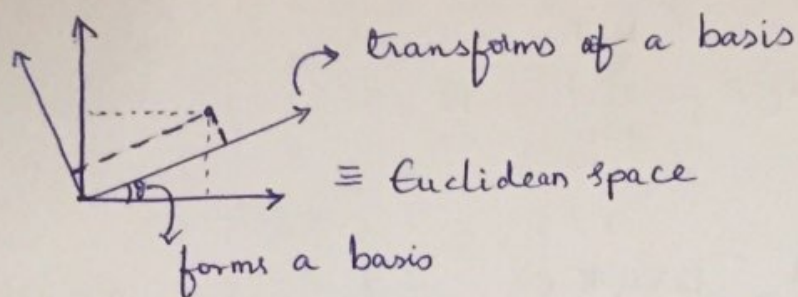 transforms of a basis
≡ Euclidean space
θ
forms a basis